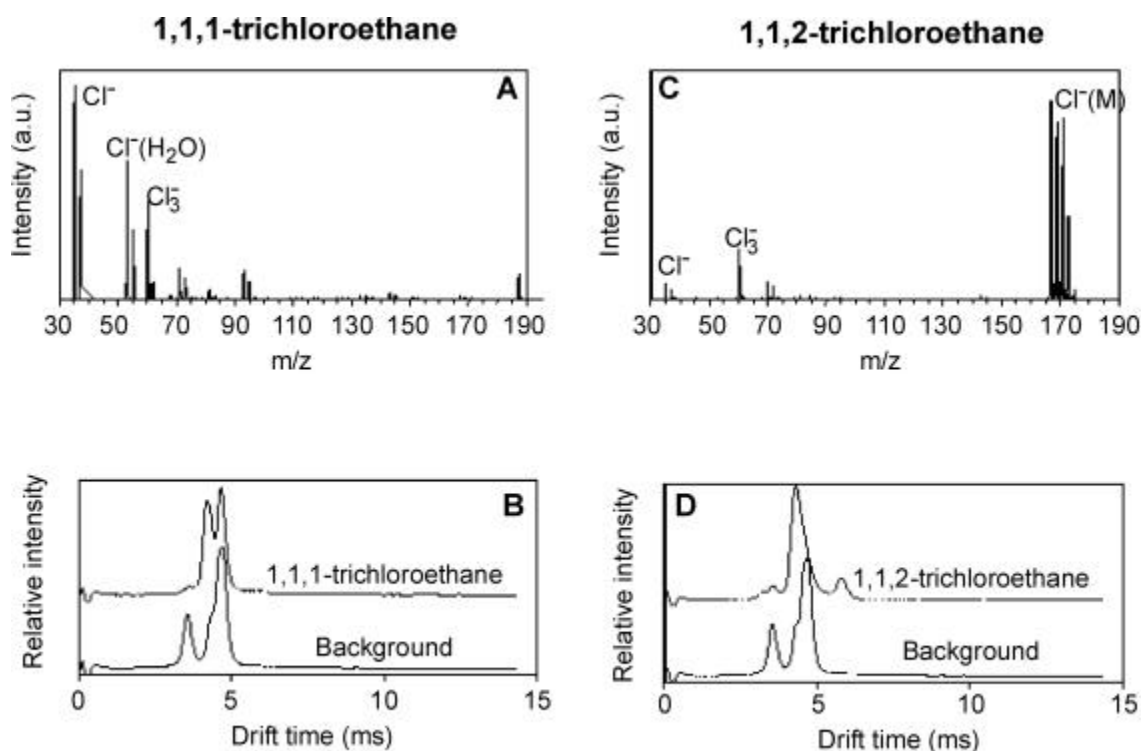 1,1,1-trichloroethane
1,1,2-trichloroethane
Intensity (a.u.)
A
Cl⁻
Cl⁻(H₂O)
Cl₃⁻
30 50 70 90 110 130 150 170 190
m/z
Intensity (a.u.)
C
Cl⁻(M)
Cl₃⁻
Cl⁻
30 50 70 90 110 130 150 170 190
m/z
Relative intensity
B
1,1,1-trichloroethane
Background
0 5 10 15
Drift time (ms)
Relative intensity
D
1,1,2-trichloroethane
Background
0 5 10 15
Drift time (ms)